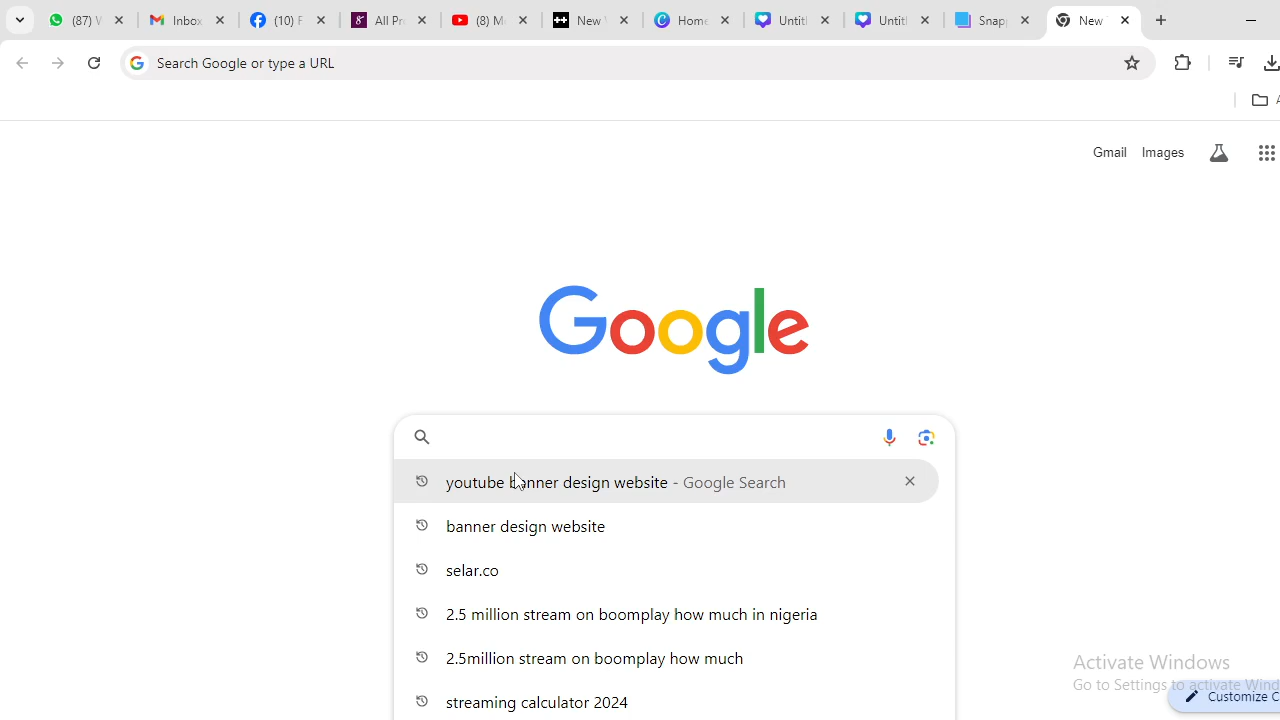 (87) W
Inbox
(10) F
All Pr
(8) M
New
Home
Untitl
Untitl
Snap
New
Search Google or type a URL
Gmail
Images
Google
youtube banner design website - Google Search
banner design website
selar.co
2.5 million stream on boomplay how much in nigeria
2.5million stream on boomplay how much
streaming calculator 2024
Activate Windows
Go to Settings to activate Wind
Customize C